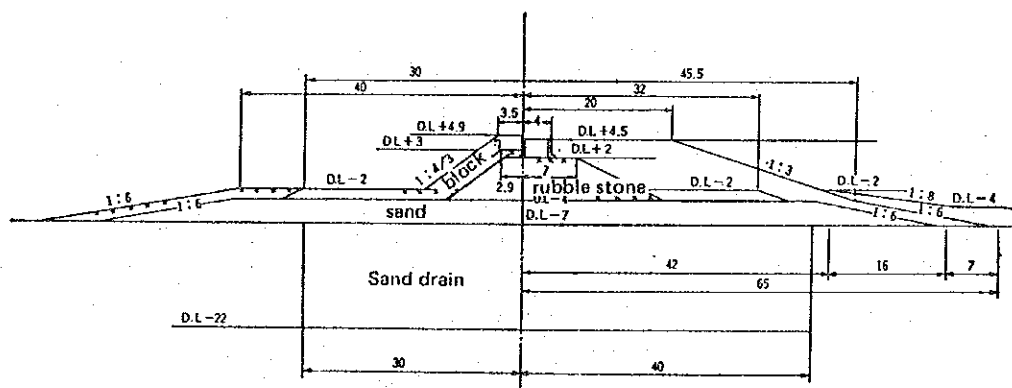 30
45.5
40
32
20
3.5
4
D.L+4.9
D.L+4.5
D.L+3
D.L+2
1:4/3
block
7
1:3
2.9
rubble stone
D.L-2
D.L-2
D.L-2
1:6
1:6
1:8
D.L-4
D.L-4
1:6
1:6
sand
D.L-7
42
16
7
65
Sand drain
D.L-22
30
40